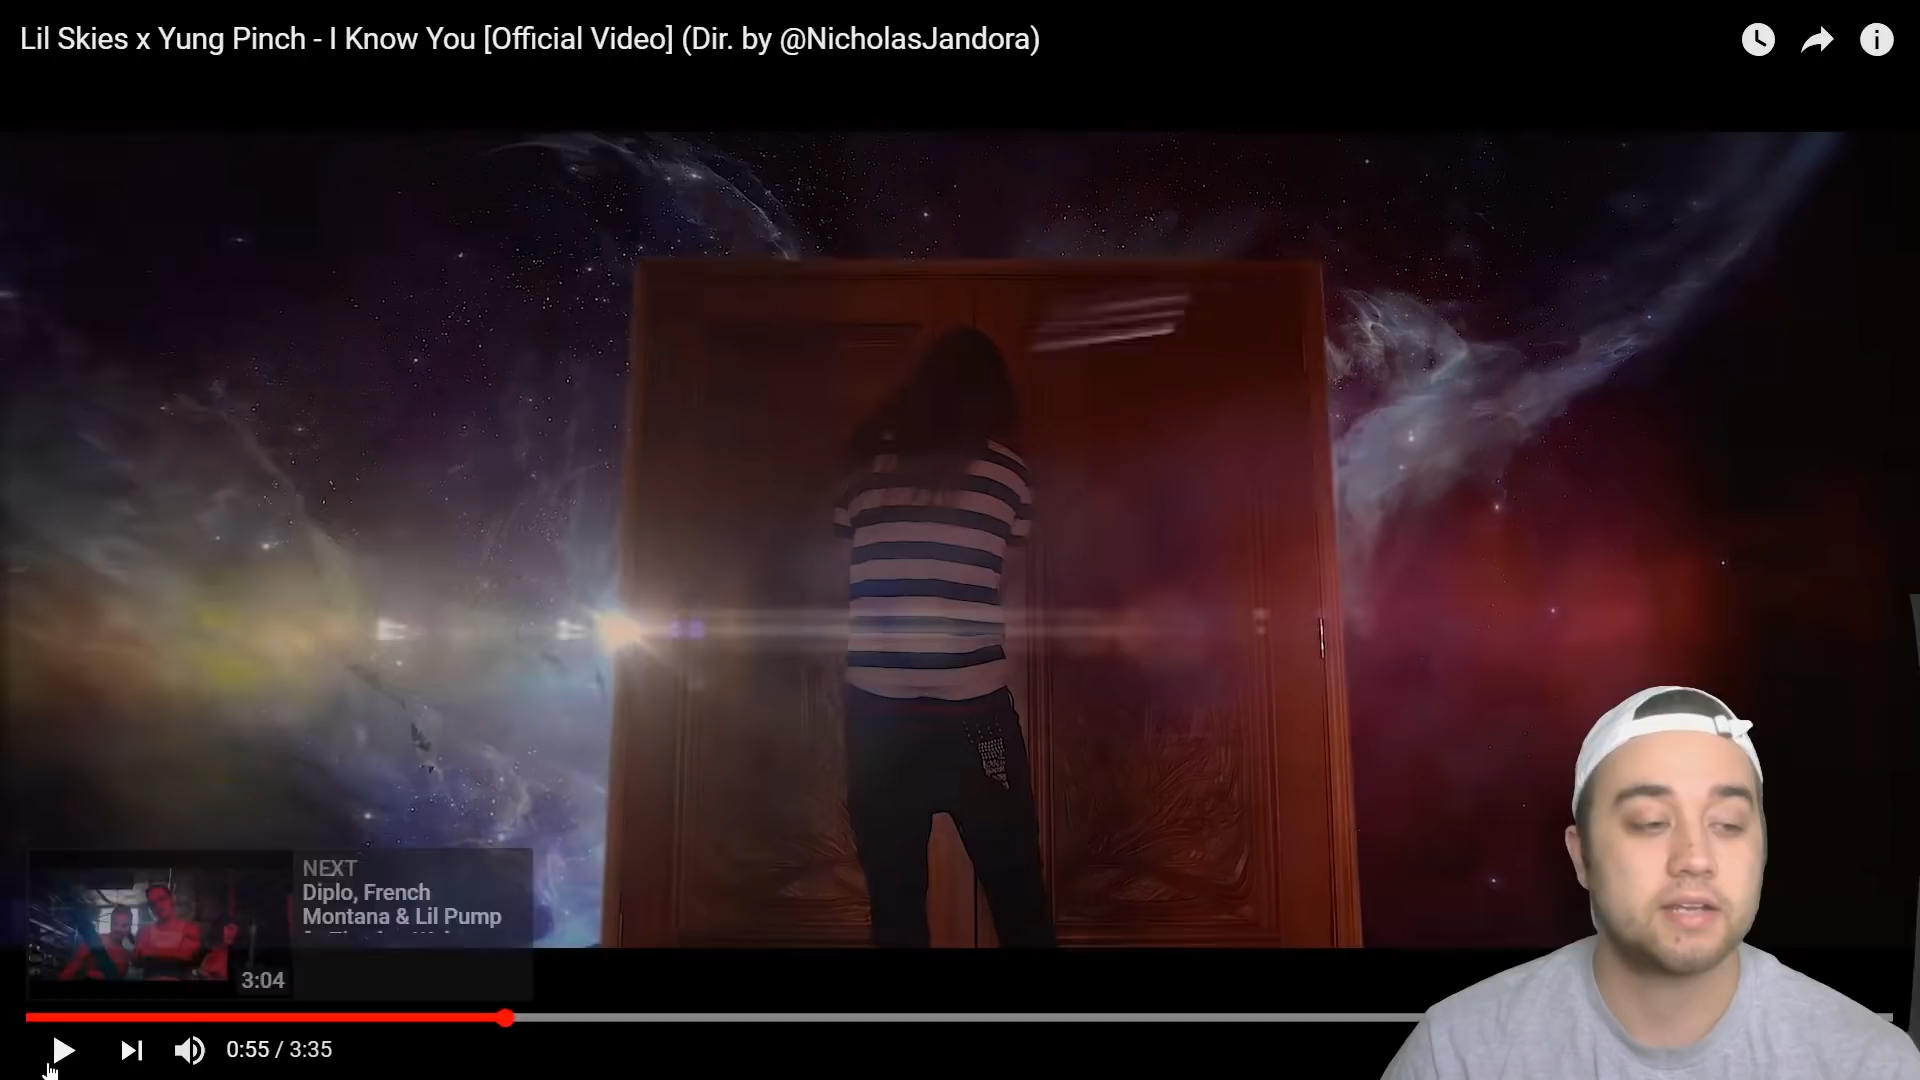 Lil Skies x Yung Pinch - I Know You [Official Video] (Dir. by @NicholasJandora)
NEXT
Diplo, French
Montana & Lil Pump
3:04
0:55 / 3:35